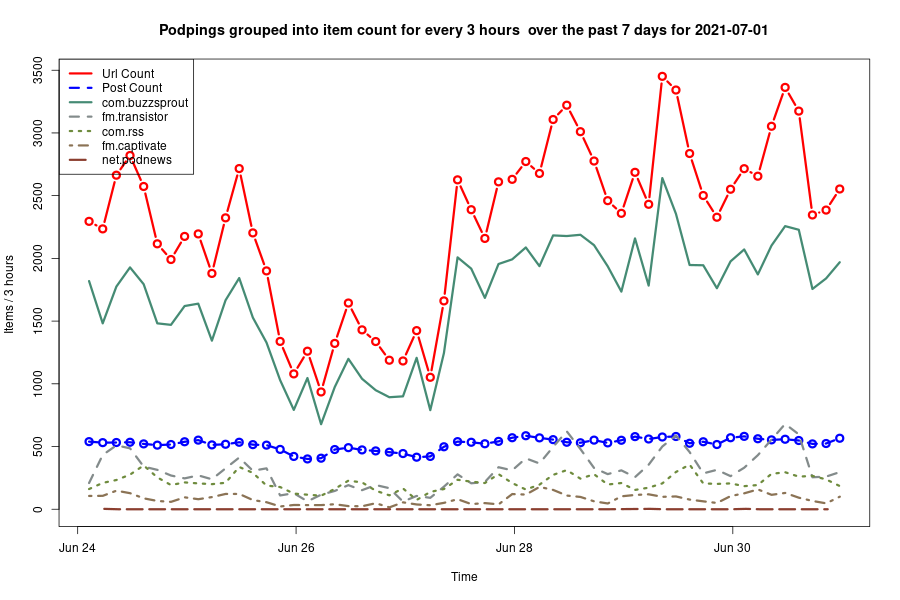 Podpings grouped into item count for every 3 hours  over the past 7 days for 2021-07-01
Url Count
Post Count
com.buzzsprout
fm.transistor
com.rss
fm.captivate
net.podnews
Items / 3 hours
3500
3000
2500
2000
1500
1000
500
0
Jun 24
Jun 26
Jun 28
Jun 30
Time